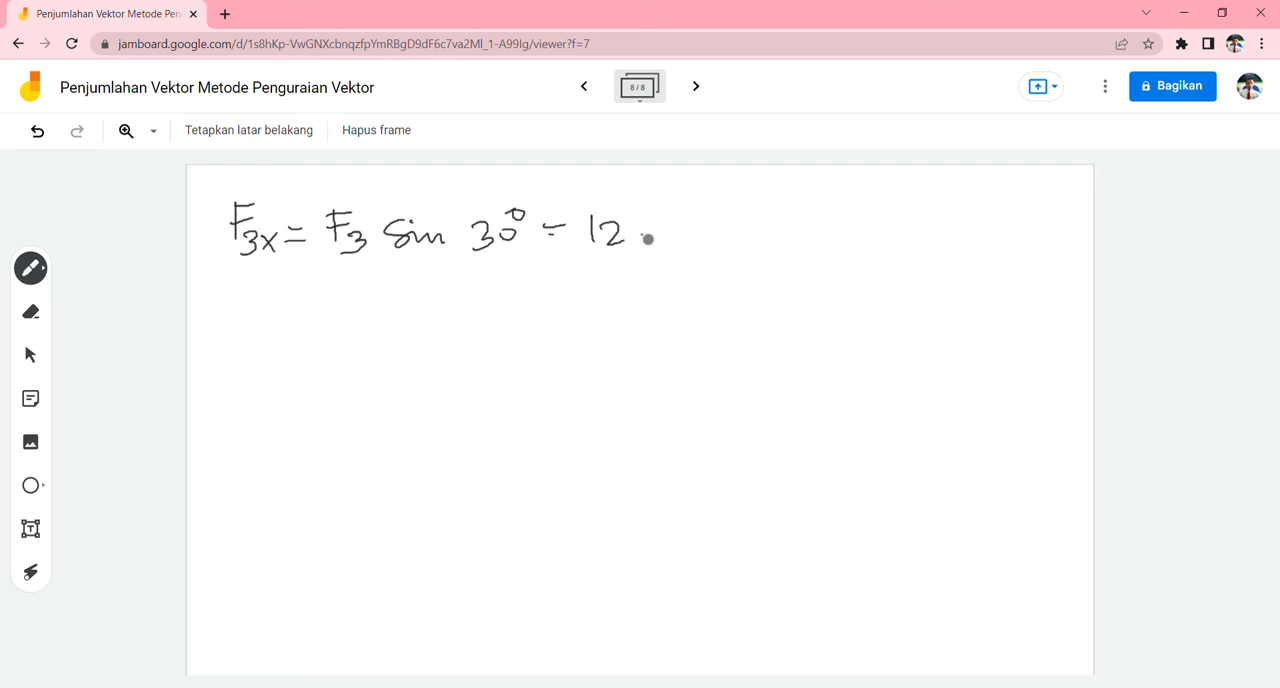 Penjumlahan Vektor Metode Pen
jamboard.google.com/d/1s8hKp-VwGNXcbnqzfpYmRBgD9dF6c7va2Ml_1-A99Ig/viewer?f=7
Penjumlahan Vektor Metode Penguraian Vektor
8 / 8
Bagikan
Tetapkan latar belakang
Hapus frame
F3x = F3 sin 30° = 12 .